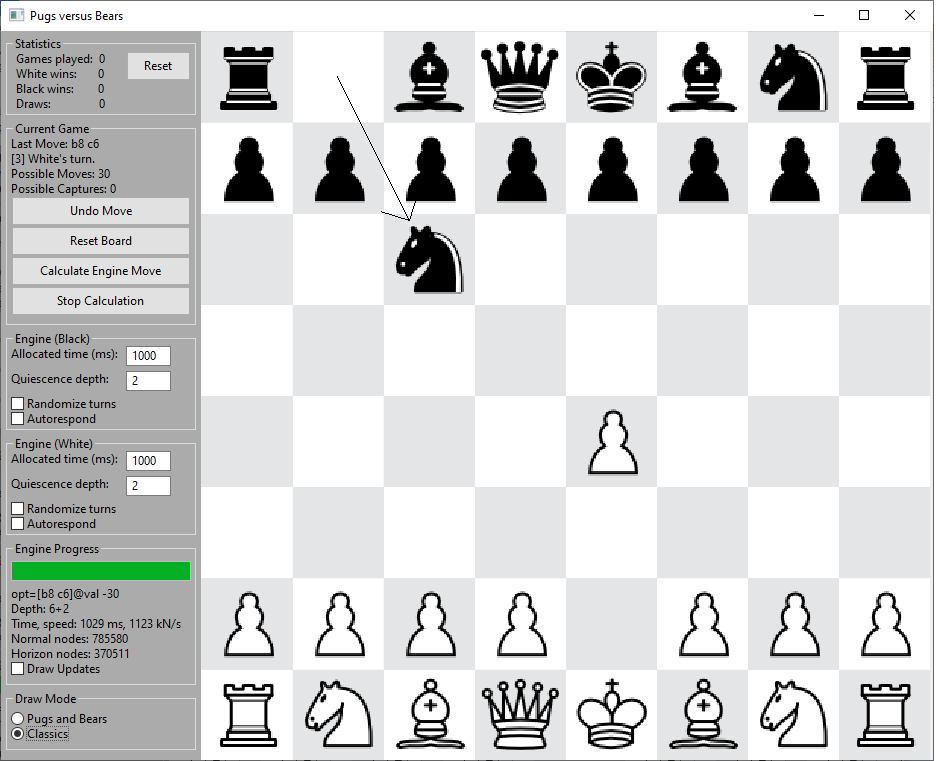 Pugs versus Bears
Statistics
Games played: 0
White wins: 0
Black wins: 0
Draws: 0
Reset
Current Game
Last Move: b8 c6
[3] White's turn.
Possible Moves: 30
Possible Captures: 0
Undo Move
Reset Board
Calculate Engine Move
Stop Calculation
Engine (Black)
Allocated time (ms): 1000
Quiescence depth: 2
Randomize turns
Autorespond
Engine (White)
Allocated time (ms): 1000
Quiescence depth: 2
Randomize turns
Autorespond
Engine Progress
opt=[b8 c6]@val -30
Depth: 6+2
Time, speed: 1029 ms, 1123 kN/s
Normal nodes: 785580
Horizon nodes: 370511
Draw Updates
Draw Mode
Pugs and Bears
Classics